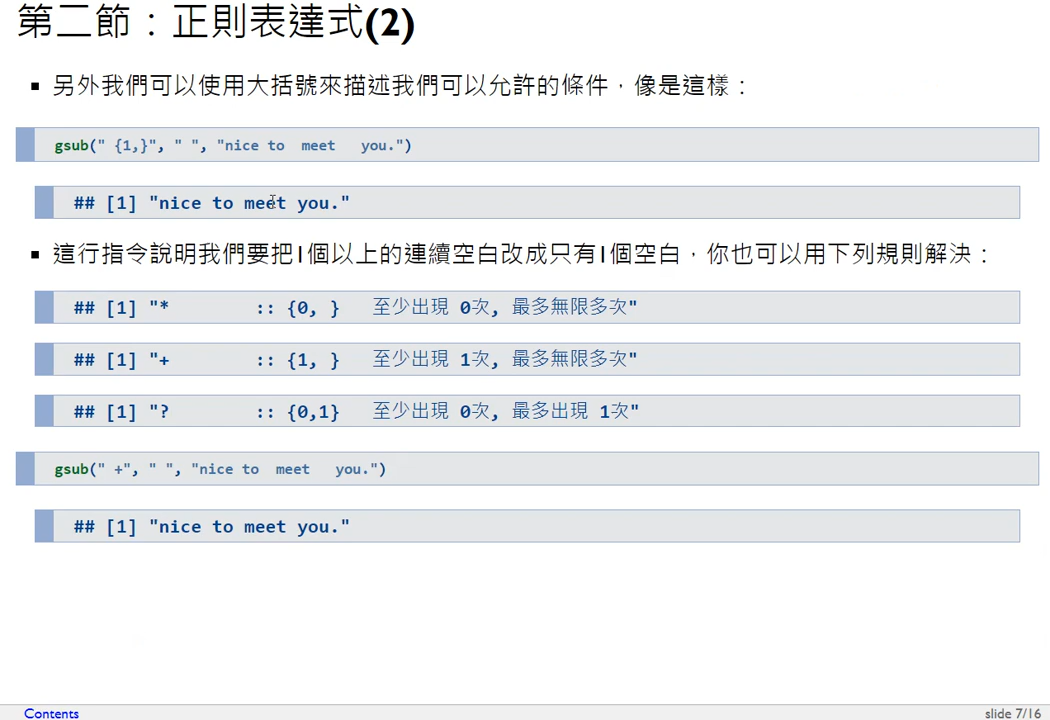 第二節：正則表達式(2)
▪ 另外我們可以使用大括號來描述我們可以允許的條件，像是這樣：
gsub(" {1,}", " ", "nice to  meet   you.")
## [1] "nice to meet you."
▪ 這行指令說明我們要把1個以上的連續空白改成只有1個空白，你也可以用下列規則解決：
## [1] "*        :: {0, }   至少出現 0次, 最多無限多次"
## [1] "+        :: {1, }   至少出現 1次, 最多無限多次"
## [1] "?        :: {0,1}   至少出現 0次, 最多出現 1次"
gsub(" +", " ", "nice to  meet   you.")
## [1] "nice to meet you."
Contents
slide 7/16